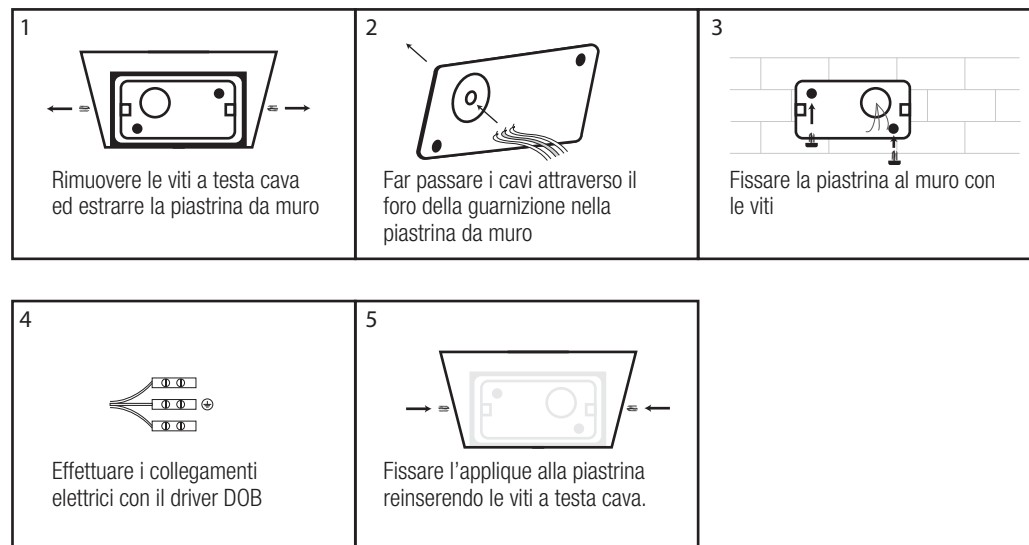 1
Rimuovere le viti a testa cava
ed estrarre la piastrina da muro
2
Far passare i cavi attraverso il
foro della guarnizione nella
piastrina da muro
3
Fissare la piastrina al muro con
le viti
4
Effettuare i collegamenti
elettrici con il driver DOB
5
Fissare l’applique alla piastrina
reinserendo le viti a testa cava.